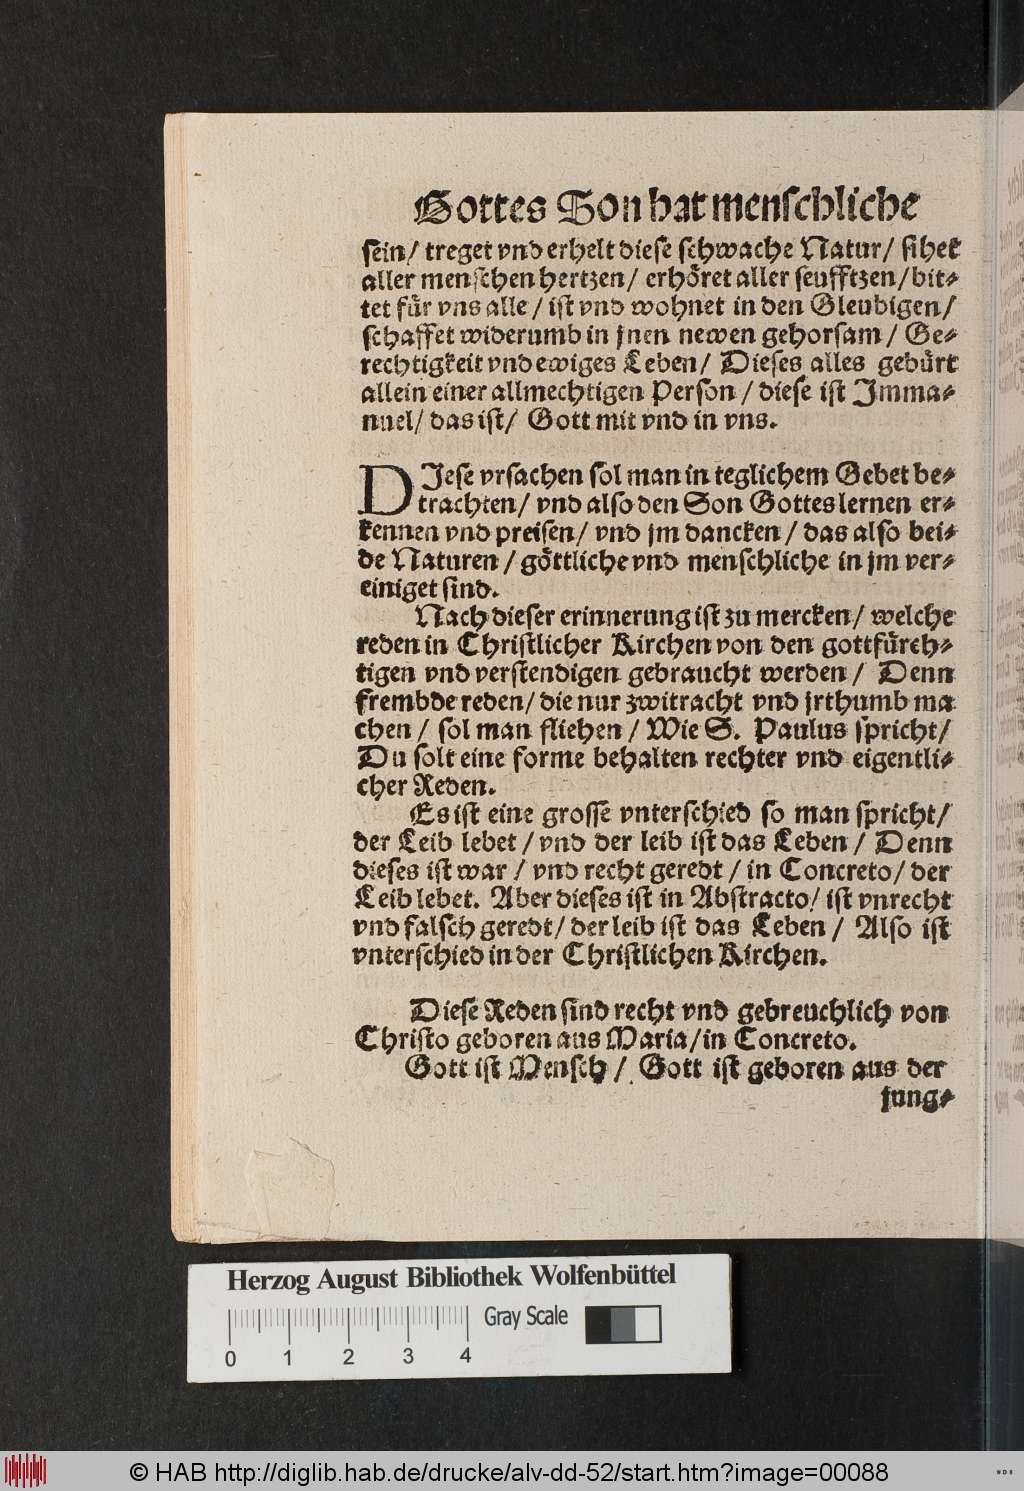 Gottes Son hat menschliche
sein/ treget vnd erhelt diese schwache Natur/ sihet
aller menschen hertzen/ erhöret aller seufftzen/ bit-
tet für vns alle/ ist vnd wohnet in den Gleubigen/
schaffet widerumb in jnen newen gehorsam/ Ge-
rechtigkeit vnd ewiges Leben/ Dieses alles gebürt
allein einer allmechtigen Person/ diese ist Imma-
nuel/ das ist/ Gott mit vnd in vns.
DIese vrsachen sol man in teglichem Gebet be-
trachten/ vnd also den Son Gottes lernen er-
kennen vnd preisen/ vnd jm dancken/ das also bei-
de Naturen/ göttliche vnd menschliche in jm ver-
einiget sind.
Nach dieser erinnerung ist zu mercken/ welche
reden in Christlicher Kirchen von den gottfürch-
tigen vnd verstendigen gebraucht werden/ Denn
frembde reden/ die nur zwitracht vnd jrthumb ma
chen/ sol man fliehen/ Wie S. Paulus spricht/
Du solt eine forme behalten rechter vnd eigentli-
cher Reden.
Es ist eine grosse vnterschied so man spricht/
der Leib lebet/ vnd der leib ist das Leben/ Denn
dieses ist war/ vnd recht geredt/ in Concreto/ der
Leib lebet. Aber dieses ist in Abstracto/ ist vnrecht
vnd falsch geredt/ der leib ist das Leben/ Also ist
vnterschied in der Christlichen Kirchen.
Diese Reden sind recht vnd gebreuchlich von
Christo geboren aus Maria/ in Concreto.
Gott ist Mensch/ Gott ist geboren aus der
jung-
Herzog August Bibliothek Wolfenbüttel
Gray Scale
0 1 2 3 4
© HAB http://diglib.hab.de/drucke/alv-dd-52/start.htm?image=00088